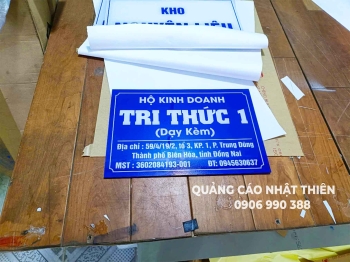 KHO
NGUYÊN LIỆU
HỘ KINH DOANH
TRI THỨC 1
(Dạy Kèm)
Địa chỉ : 59/4/19/2, tổ 3, KP. 1, P. Trung Dũng
Thành phố Biên Hòa, tỉnh Đồng Nai
MST : 3602084193-001 ĐT: 0945630637
QUẢNG CÁO NHẬT THIÊN
0906 990 388